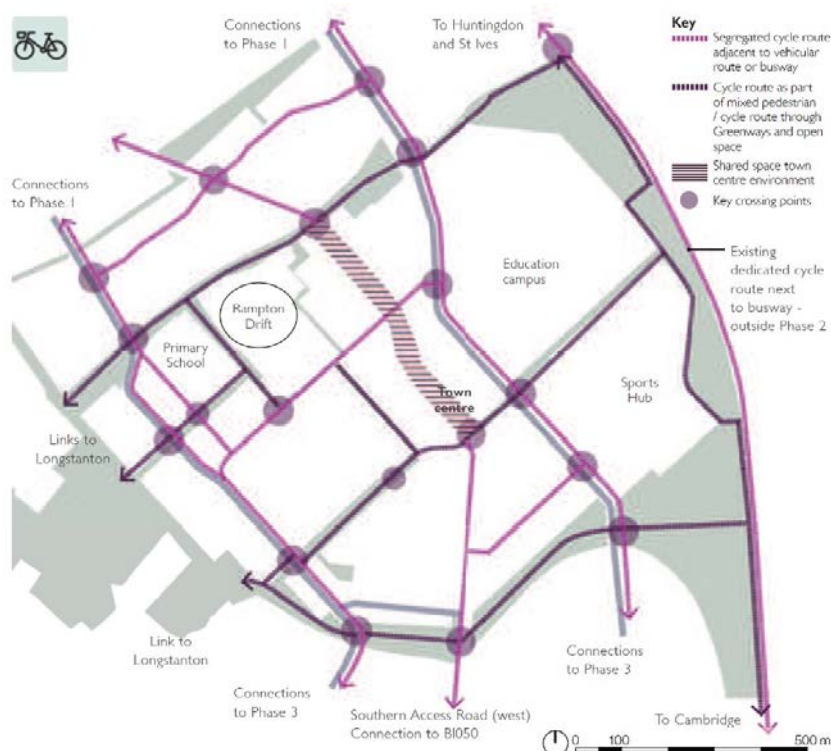 Connections
to Phase 1
To Huntingdon
and St Ives
Key
Segregated cycle route
adjacent to vehicular
route or busway
Cycle route as part
of mixed pedestrian
/ cycle route through
Greenways and open
space
Shared space town
centre environment
Key crossing points
Connections
to Phase 1
Education
campus
Existing
dedicated cycle
route next
to busway -
outside Phase 2
Rampton
Drift
Primary
School
Sports
Hub
Town
centre
Links to
Longstanton
Link to
Longstanton
Connections
to Phase 3
Connections
to Phase 3
Southern Access Road (west)
Connection to B1050
To Cambridge
0 100 500 m